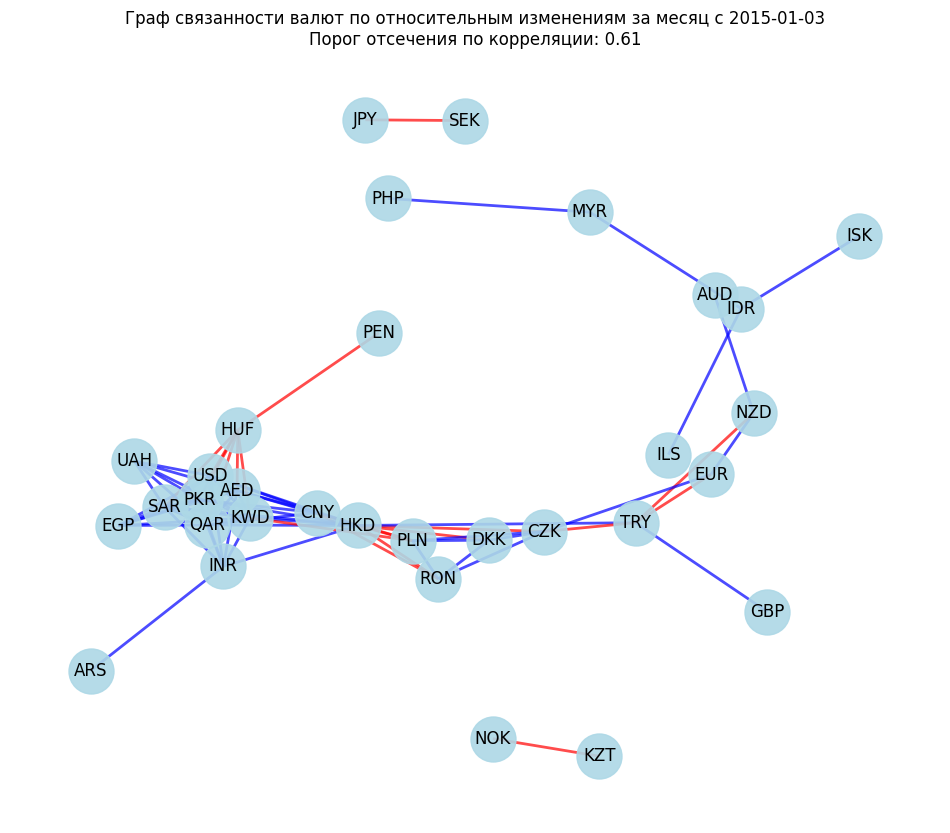 Граф связанности валют по относительным изменениям за месяц с 2015-01-03
Порог отсечения по корреляции: 0.61
JPY
SEK
PHP
MYR
ISK
AUD
IDR
PEN
NZD
HUF
ILS
UAH
EUR
USD
AED
PKR
SAR
CNY
KWD
QAR
EGP
HKD
TRY
CZK
PLN
DKK
INR
RON
GBP
ARS
NOK
KZT